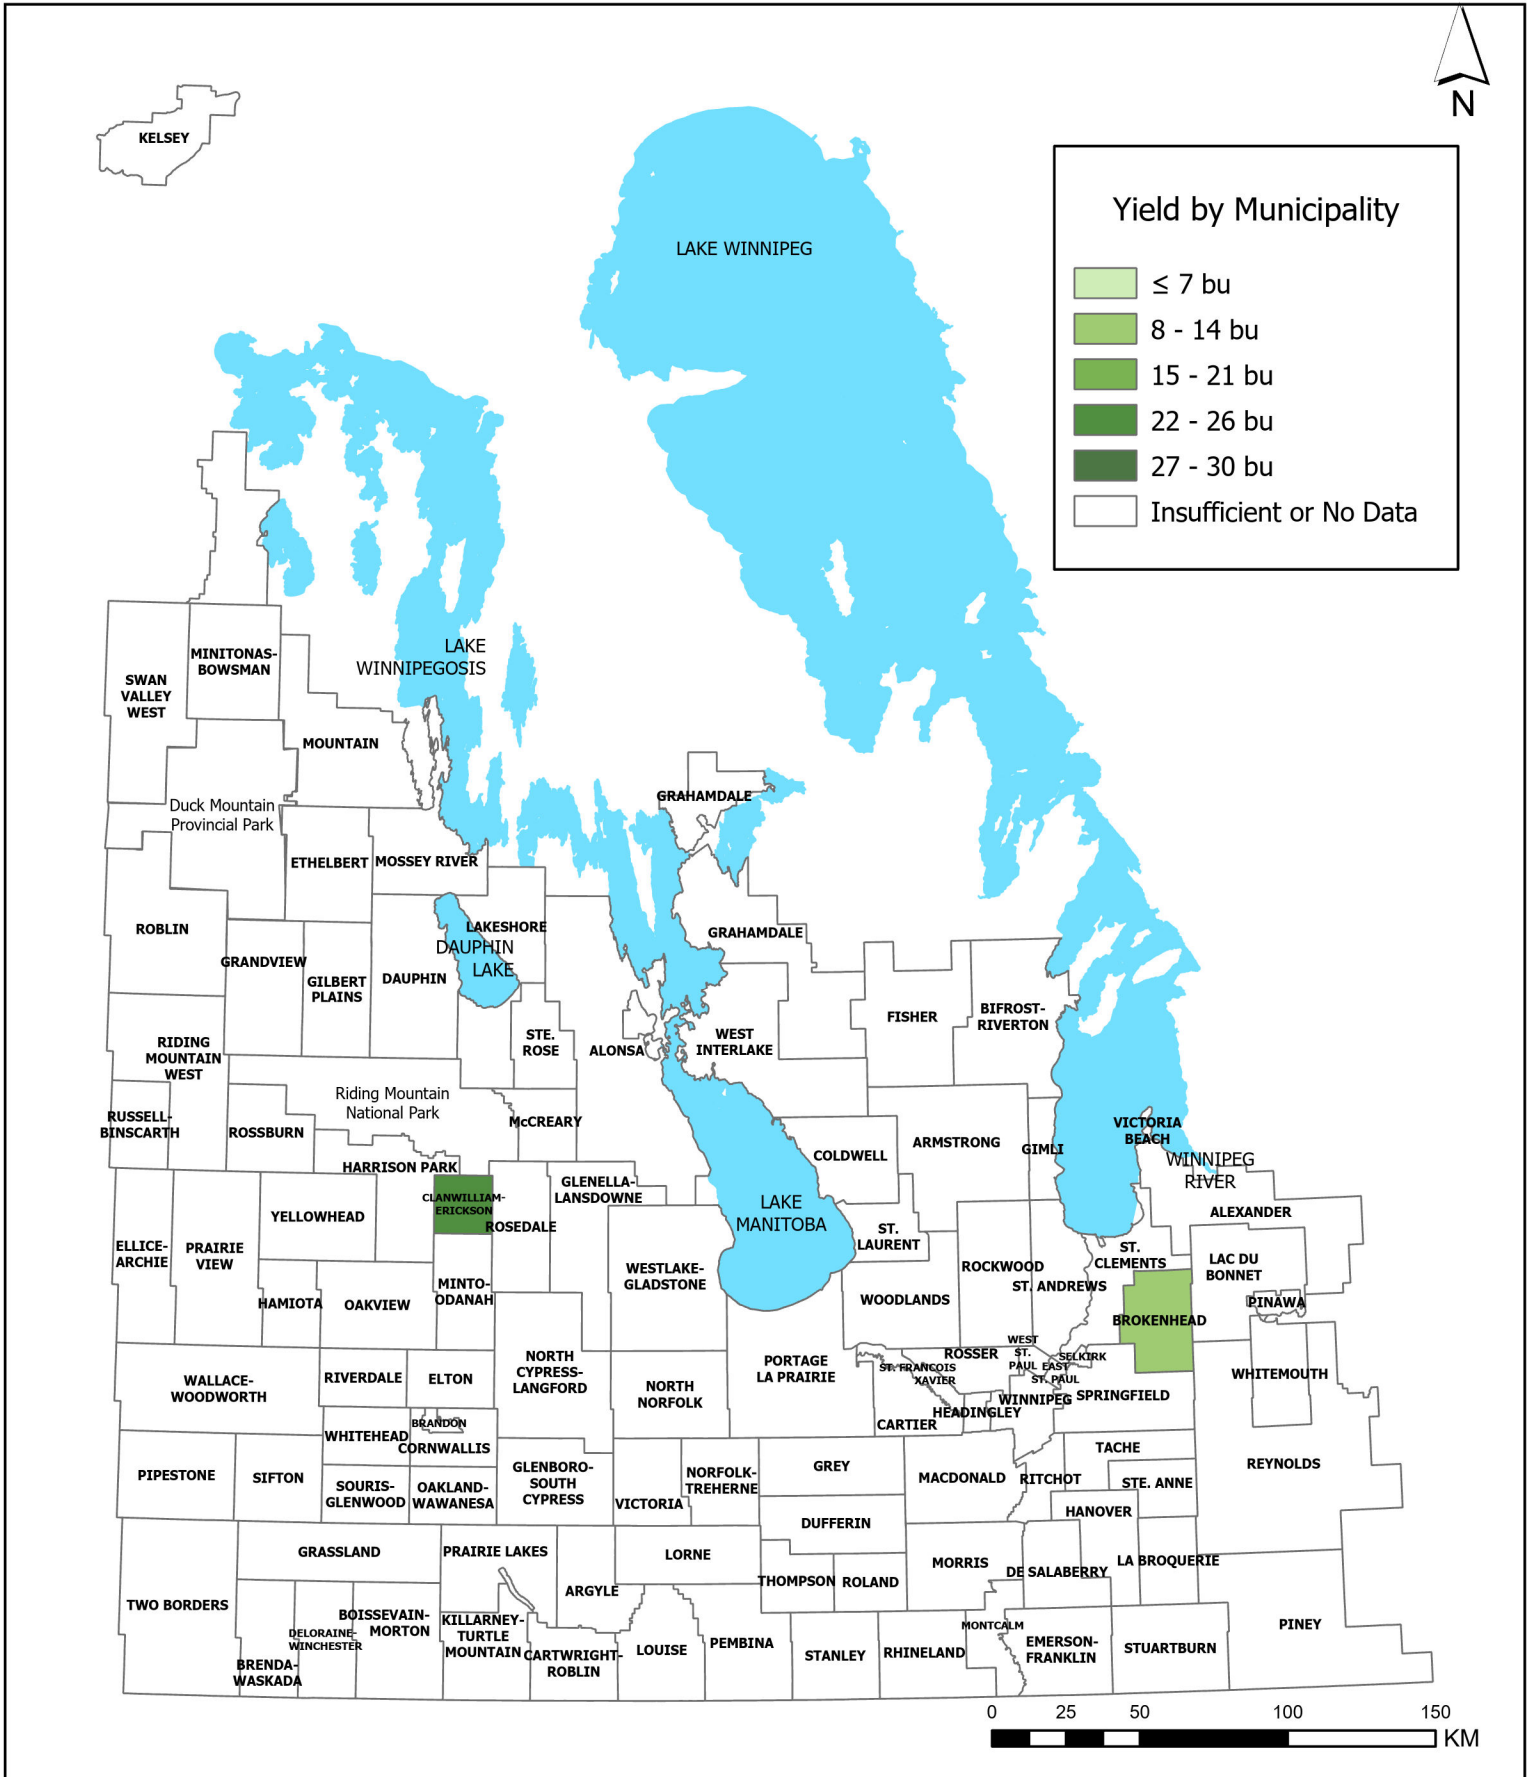 N
KELSEY
Yield by Municipality
≤ 7 bu
8 - 14 bu
15 - 21 bu
22 - 26 bu
27 - 30 bu
Insufficient or No Data
LAKE WINNIPEG
LAKE
WINNIPEGOSIS
MINITONAS-
BOWSMAN
SWAN
VALLEY
WEST
MOUNTAIN
Duck Mountain
Provincial Park
GRAHAMDALE
ETHELBERT
MOSSEY RIVER
ROBLIN
LAKESHORE
DAUPHIN
LAKE
GRAHAMDALE
GRANDVIEW
GILBERT
PLAINS
DAUPHIN
FISHER
BIFROST-
RIVERTON
RIDING
MOUNTAIN
WEST
STE.
ROSE
ALONSA
WEST
INTERLAKE
Riding Mountain
National Park
RUSSELL-
BINSCARTH
ROSSBURN
McCREARY
ARMSTRONG
GIMLI
VICTORIA
BEACH
COLDWELL
WINNIPEG
RIVER
HARRISON PARK
CLANWILLIAM-
ERICKSON
ROSEDALE
GLENELLA-
LANSDOWNE
LAKE
MANITOBA
ALEXANDER
YELLOWHEAD
ELLICE-
ARCHIE
PRAIRIE
VIEW
ST.
LAURENT
ST.
CLEMENTS
LAC DU
BONNET
WESTLAKE-
GLADSTONE
ROCKWOOD
ST. ANDREWS
HAMIOTA
OAKVIEW
MINTO-
ODANAH
WOODLANDS
PINAWA
BROKENHEAD
WEST
ST.
PAUL
EAST
ST. PAUL
SELKIRK
ROSSER
ST. FRANCOIS
XAVIER
WALLACE-
WOODWORTH
RIVERDALE
ELTON
NORTH
CYPRESS-
LANGFORD
NORTH
NORFOLK
PORTAGE
LA PRAIRIE
WHITEMOUTH
WINNIPEG
SPRINGFIELD
HEADINGLEY
CARTIER
BRANDON
WHITEHEAD
CORNWALLIS
TACHE
PIPESTONE
SIFTON
SOURIS-
GLENWOOD
OAKLAND-
WAWANESA
GLENBORO-
SOUTH
CYPRESS
VICTORIA
NORFOLK-
TREHERNE
GREY
MACDONALD
RITCHOT
STE. ANNE
REYNOLDS
DUFFERIN
HANOVER
GRASSLAND
PRAIRIE LAKES
LORNE
MORRIS
DE SALABERRY
LA BROQUERIE
THOMPSON
ROLAND
ARGYLE
TWO BORDERS
BOISSEVAIN-
MORTON
DELORAINE-
WINCHESTER
BRENDA-
WASKADA
KILLARNEY-
TURTLE
MOUNTAIN
CARTWRIGHT-
ROBLIN
LOUISE
PEMBINA
STANLEY
RHINELAND
MONTCALM
EMERSON-
FRANKLIN
STUARTBURN
PINEY
0 25 50 100 150
KM